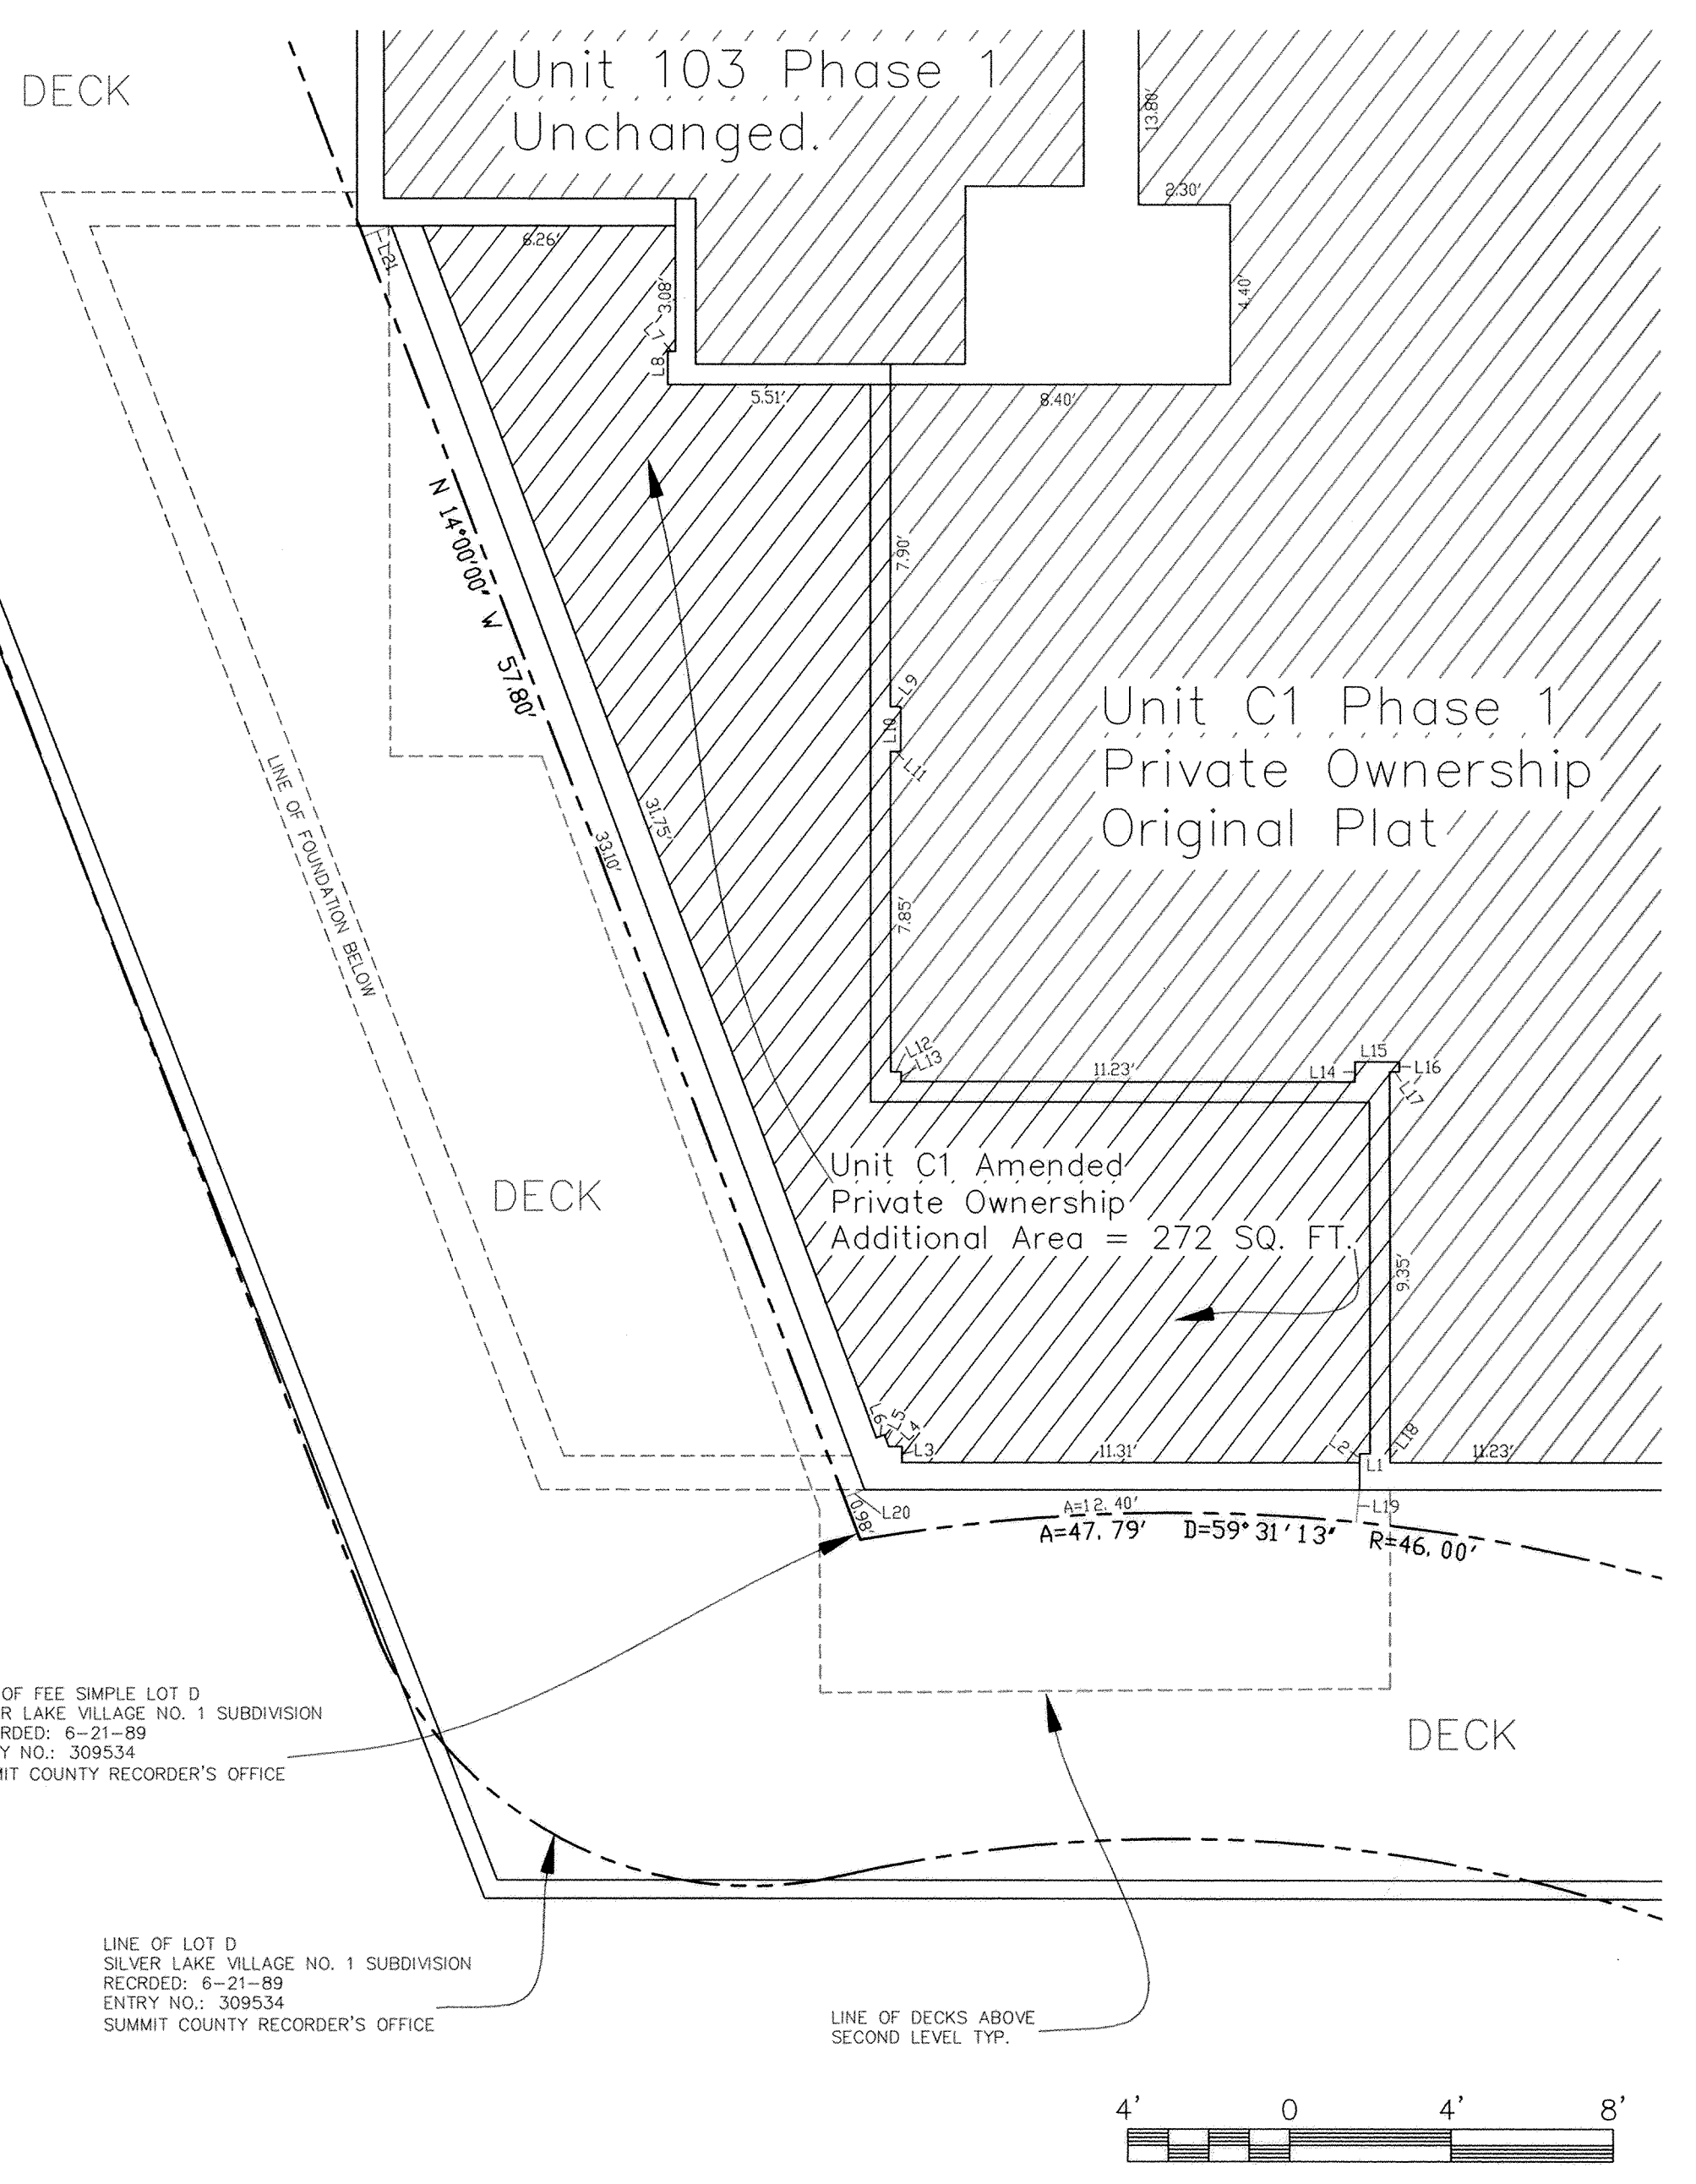 DECK
Unit 103 Phase 1
Unchanged.
13.80'
2.30'
6.26'
L21
3.08'
L7
L8
4.40'
5.51'
8.40'
N 14°00'00" W 57.80'
7.90'
L9
L10
L11
Unit C1 Phase 1
Private Ownership
Original Plat
LINE OF FOUNDATION BELOW
31.75'
33.10'
7.85'
L12
L13
11.23'
L14
L15
L16
L17
Unit C1 Amended
Private Ownership
Additional Area = 272 SQ. FT.
DECK
9.35'
L6
L5
L4
L3
11.31'
L2
L1
L18
11.23'
0.98'
L20
A=12.40'
L19
A=47.79' D=59°31'13" R=46.00'
OF FEE SIMPLE LOT D
R LAKE VILLAGE NO. 1 SUBDIVISION
RDED: 6-21-89
Y NO.: 309534
MIT COUNTY RECORDER'S OFFICE
DECK
LINE OF LOT D
SILVER LAKE VILLAGE NO. 1 SUBDIVISION
RECRDED: 6-21-89
ENTRY NO.: 309534
SUMMIT COUNTY RECORDER'S OFFICE
LINE OF DECKS ABOVE
SECOND LEVEL TYP.
4' 0 4' 8'